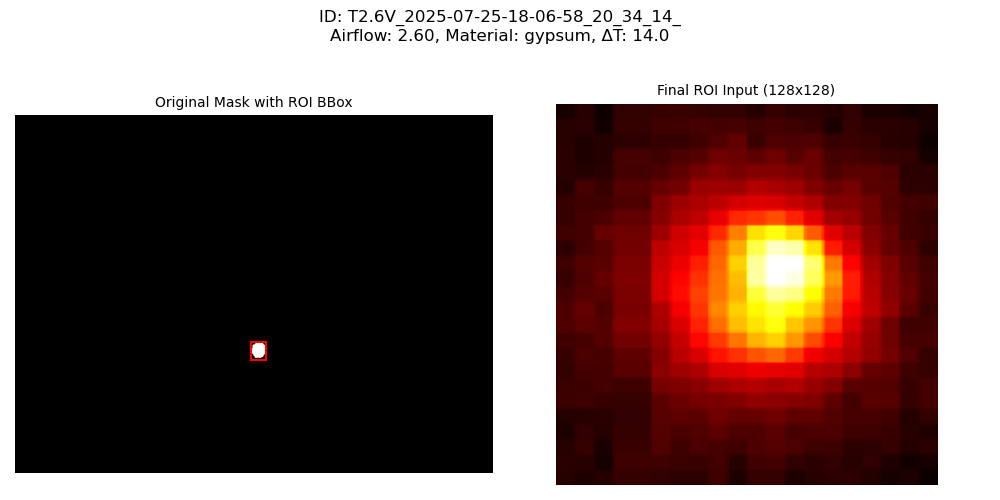 ID: T2.6V_2025-07-25-18-06-58_20_34_14_
Airflow: 2.60, Material: gypsum, ΔT: 14.0
Original Mask with ROI BBox
Final ROI Input (128x128)